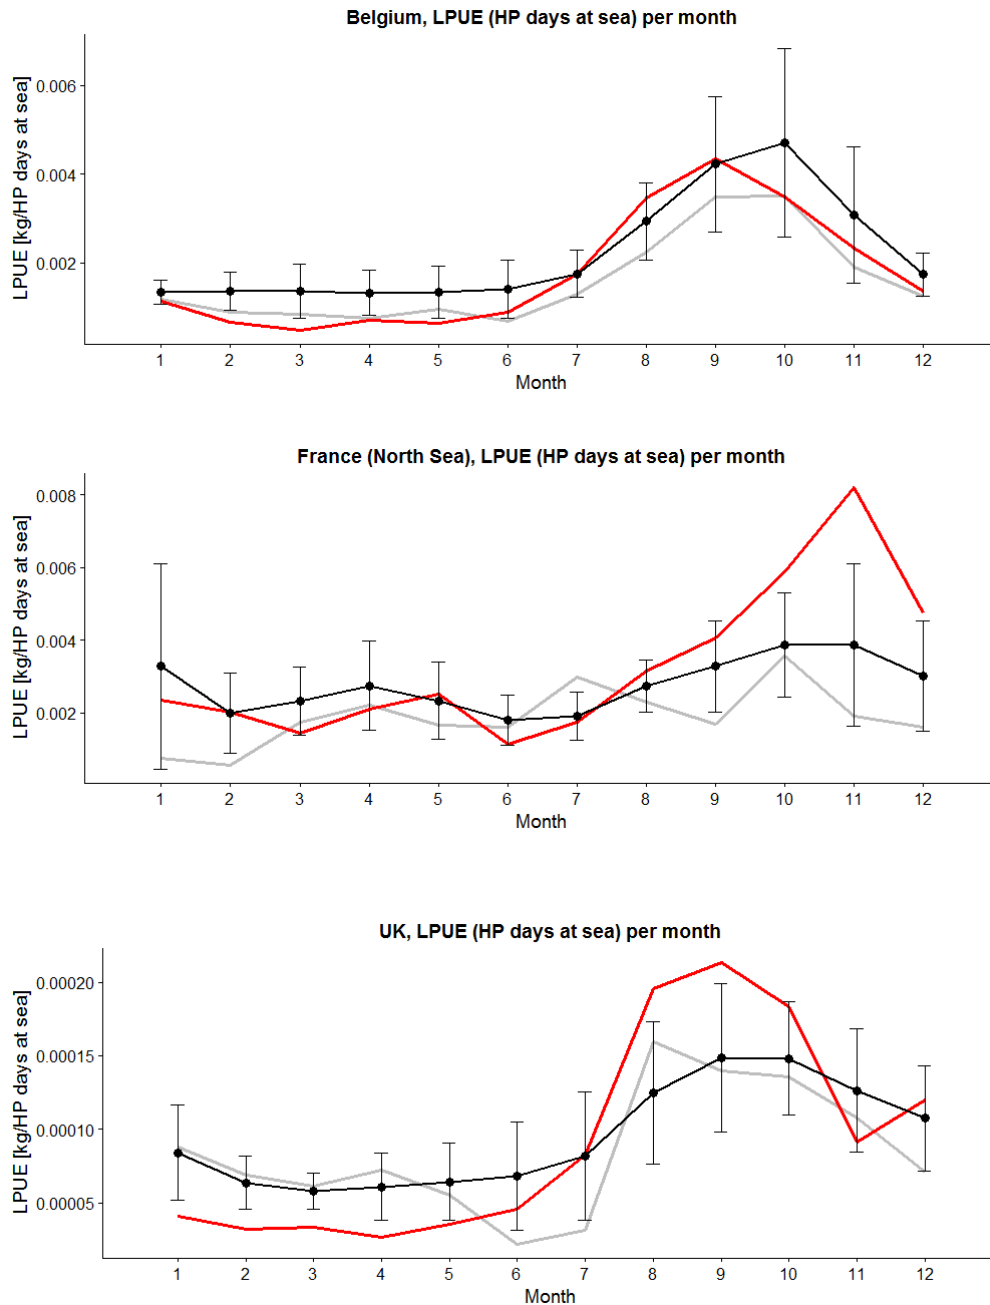 Belgium, LPUE (HP days at sea) per month
LPUE [kg/HP days at sea]
0.006
0.004
0.002
1 2 3 4 5 6 7 8 9 10 11 12
Month
France (North Sea), LPUE (HP days at sea) per month
LPUE [kg/HP days at sea]
0.008
0.006
0.004
0.002
1 2 3 4 5 6 7 8 9 10 11 12
Month
UK, LPUE (HP days at sea) per month
LPUE [kg/HP days at sea]
0.00020
0.00015
0.00010
0.00005
1 2 3 4 5 6 7 8 9 10 11 12
Month